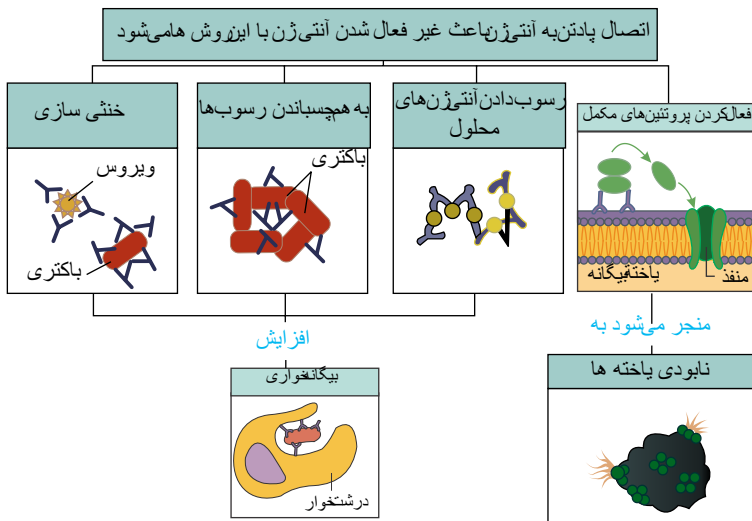 اتصال پادتن به آنتی‌ژن باعث غیر فعال شدن آنتی‌ژن با این روش هامی‌شود
خنثی سازی
به هم‌چسباندن رسوب‌ها
رسوب‌دادن آنتی‌ژن‌های
محلول
فعال‌کردن پروتئین‌های مکمل
ویروس
باکتری
باکتری
یاخته‌بیگانه
منفذ
افزایش
منجر می‌شود به
بیگانه‌خواری
درشت‌خوار
نابودی یاخته ها